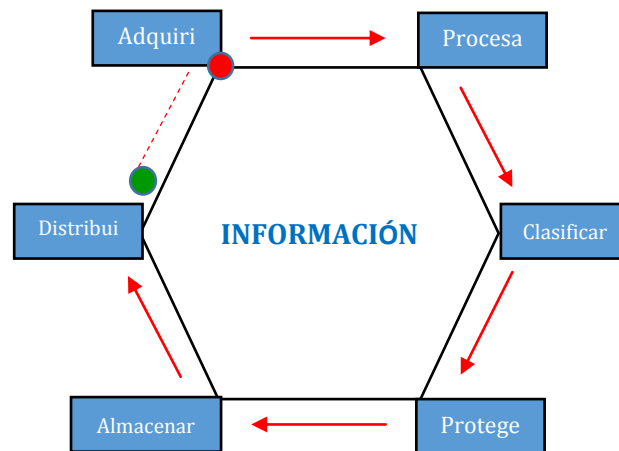 Adquiri
Procesa
Distribui
INFORMACIÓN
Clasificar
Almacenar
Protege